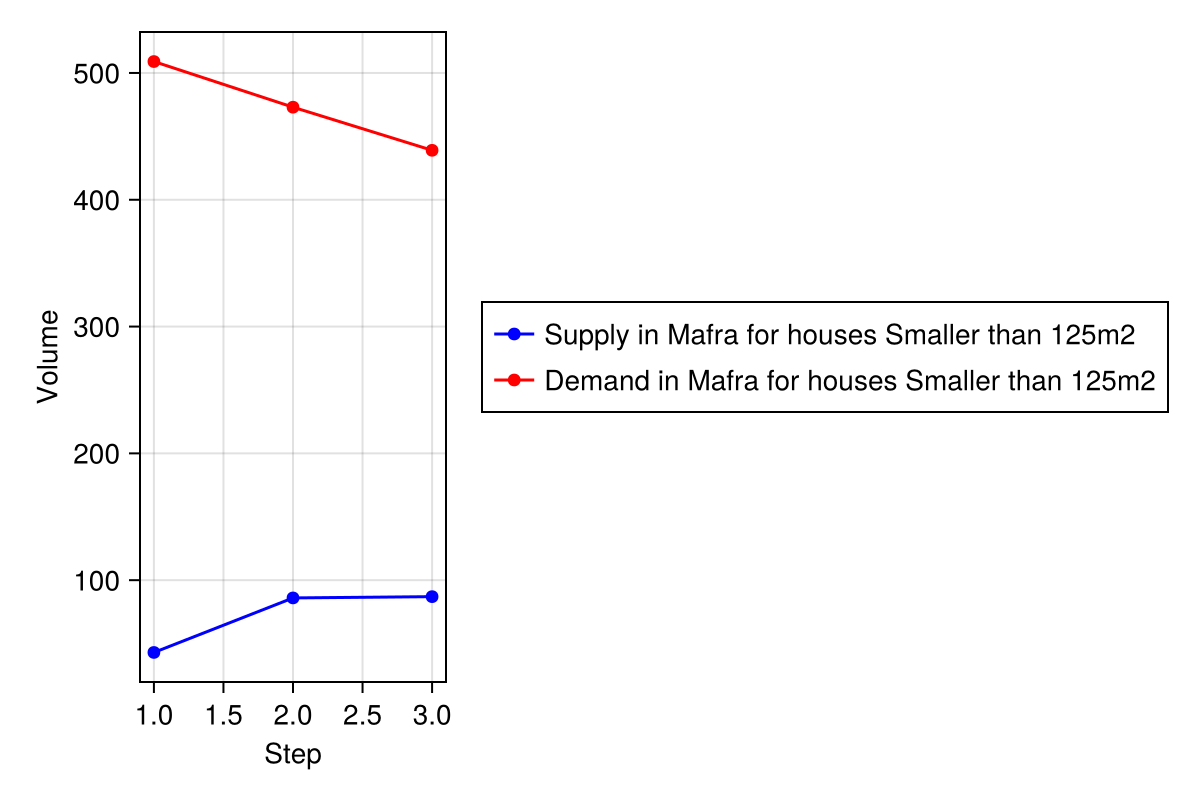 500
400
300
200
100
Volume
1.0 1.5 2.0 2.5 3.0
Step
Supply in Mafra for houses Smaller than 125m2
Demand in Mafra for houses Smaller than 125m2